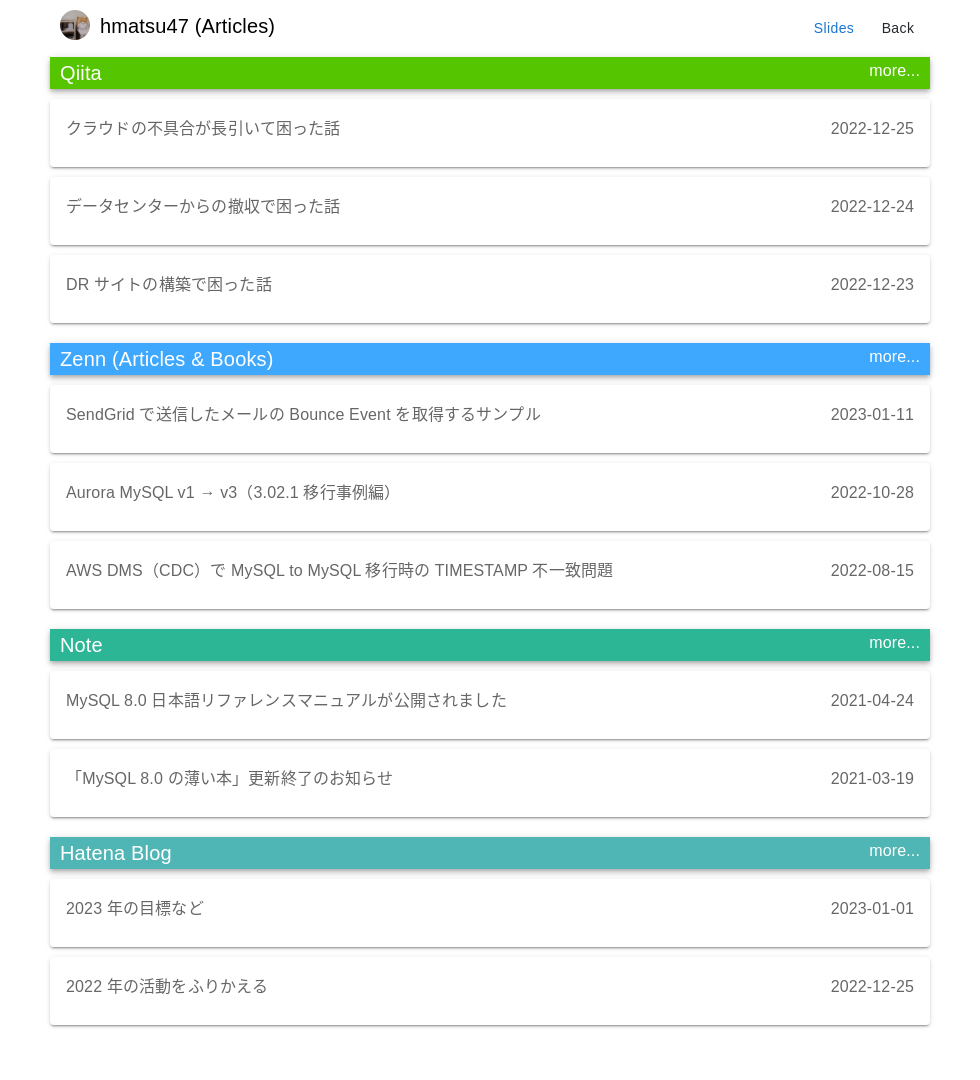 hmatsu47 (Articles)
Slides
Back
Qiita
more...
クラウドの不具合が長引いて困った話
2022-12-25
データセンターからの撤収で困った話
2022-12-24
DR サイトの構築で困った話
2022-12-23
Zenn (Articles & Books)
more...
SendGrid で送信したメールの Bounce Event を取得するサンプル
2023-01-11
Aurora MySQL v1 → v3（3.02.1 移行事例編）
2022-10-28
AWS DMS（CDC）で MySQL to MySQL 移行時の TIMESTAMP 不一致問題
2022-08-15
Note
more...
MySQL 8.0 日本語リファレンスマニュアルが公開されました
2021-04-24
「MySQL 8.0 の薄い本」更新終了のお知らせ
2021-03-19
Hatena Blog
more...
2023 年の目標など
2023-01-01
2022 年の活動をふりかえる
2022-12-25